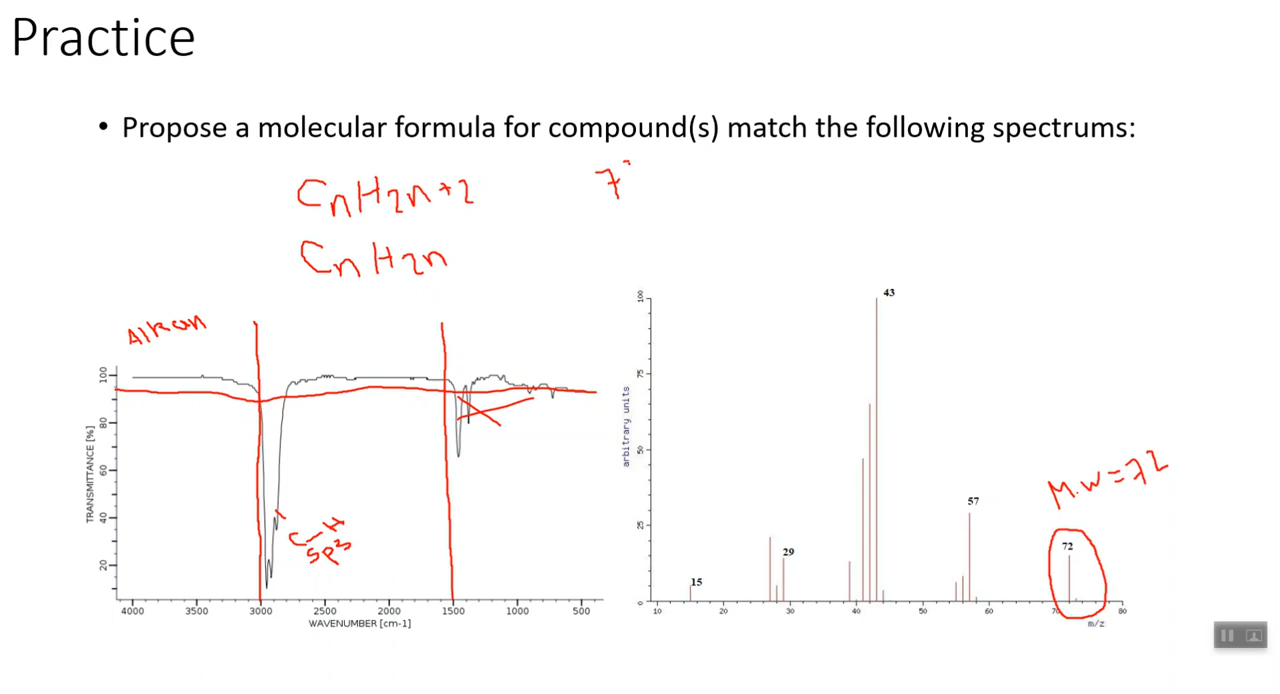 Practice
• Propose a molecular formula for compound(s) match the following spectrums:
CnH2n+2
7
CnH2n
Alkan
100
80
60
40
20
TRANSMITTANCE [%]
C-H
sp3
4000 3500 3000 2500 2000 1500 1000 500
WAVENUMBER [cm-1]
100
75
50
25
0
arbitrary units
43
57
29
15
72
M.W=72
10 20 30 40 50 60 70 80
m/z